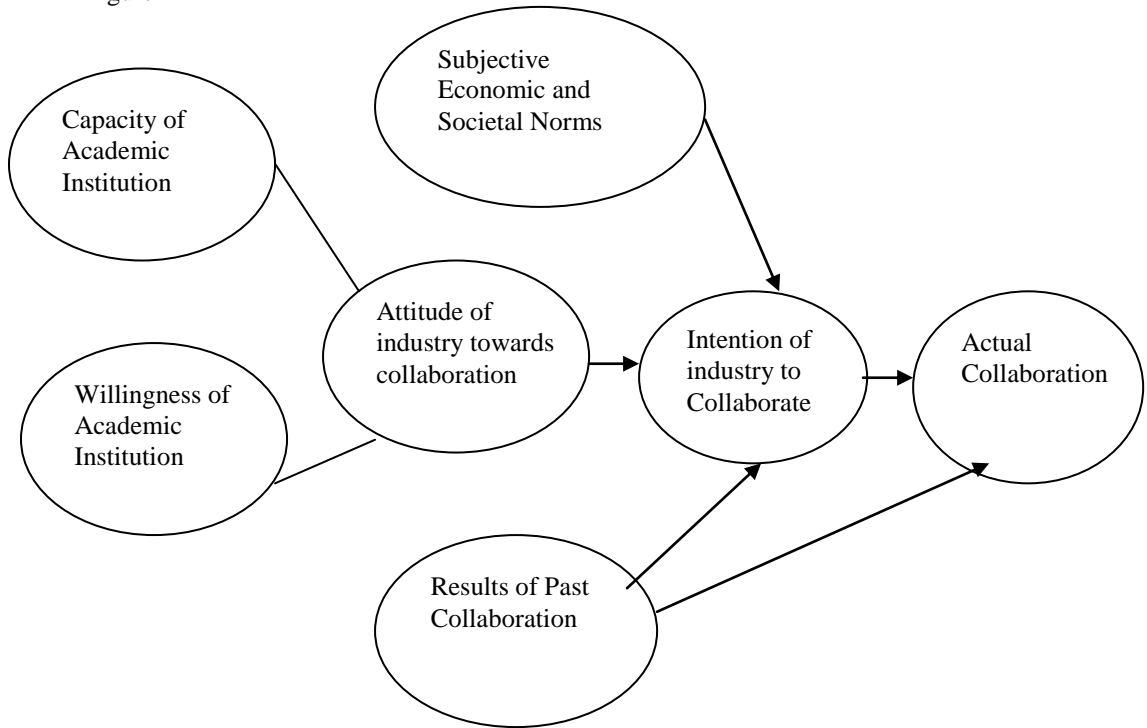 Subjective
Economic and
Societal Norms
Capacity of
Academic
Institution
Attitude of
industry towards
collaboration
Intention of
industry to
Collaborate
Actual
Collaboration
Willingness of
Academic
Institution
Results of Past
Collaboration